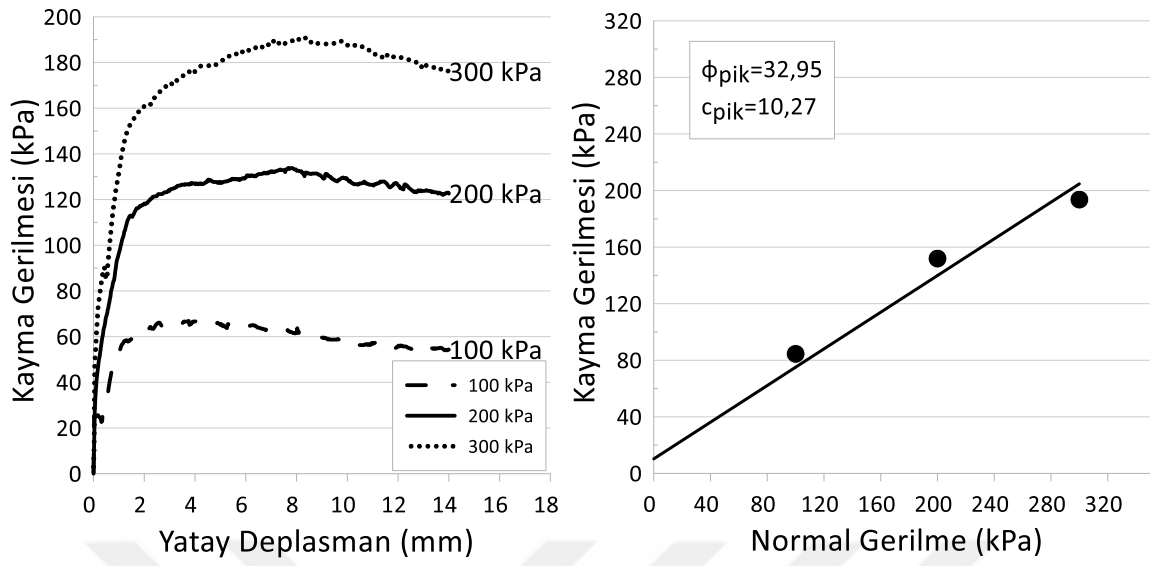 200
180
160
140
120
100
80
60
40
20
0
Kayma Gerilmesi (kPa)
300 kPa
200 kPa
100 kPa
100 kPa
200 kPa
300 kPa
0 2 4 6 8 10 12 14 16 18
Yatay Deplasman (mm)
320
280
240
200
160
120
80
40
0
Kayma Gerilmesi (kPa)
ϕpik=32,95
cpik=10,27
0 40 80 120 160 200 240 280 320
Normal Gerilme (kPa)